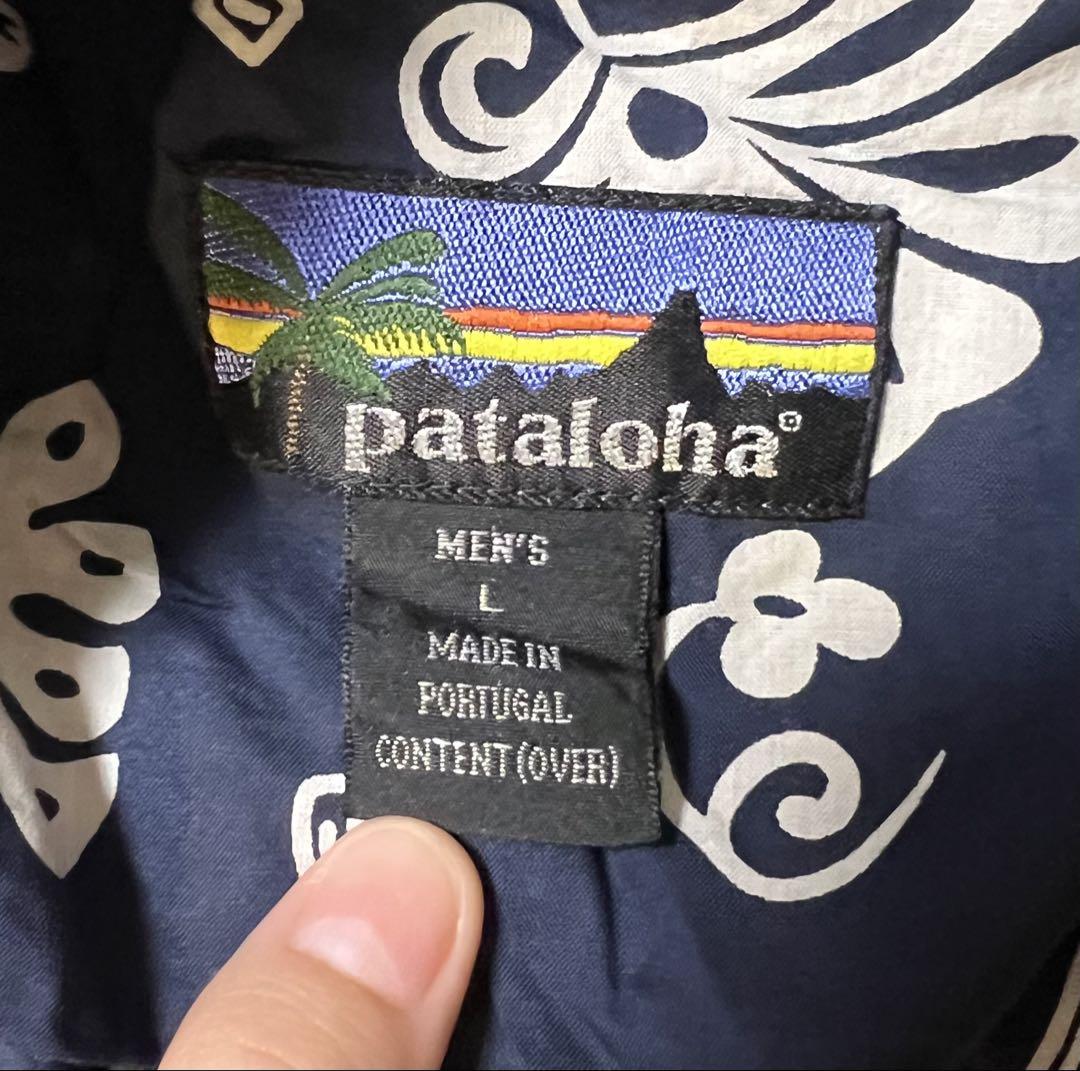 pataloha®
MEN'S
L
MADE IN
PORTUGAL
CONTENT (OVER)